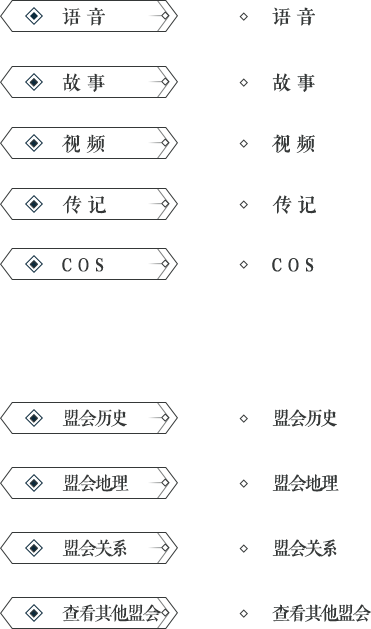 语音 语音
故事 故事
视频 视频
传记 传记
COS COS
盟会历史 盟会历史
盟会地理 盟会地理
盟会关系 盟会关系
查看其他盟会 查看其他盟会